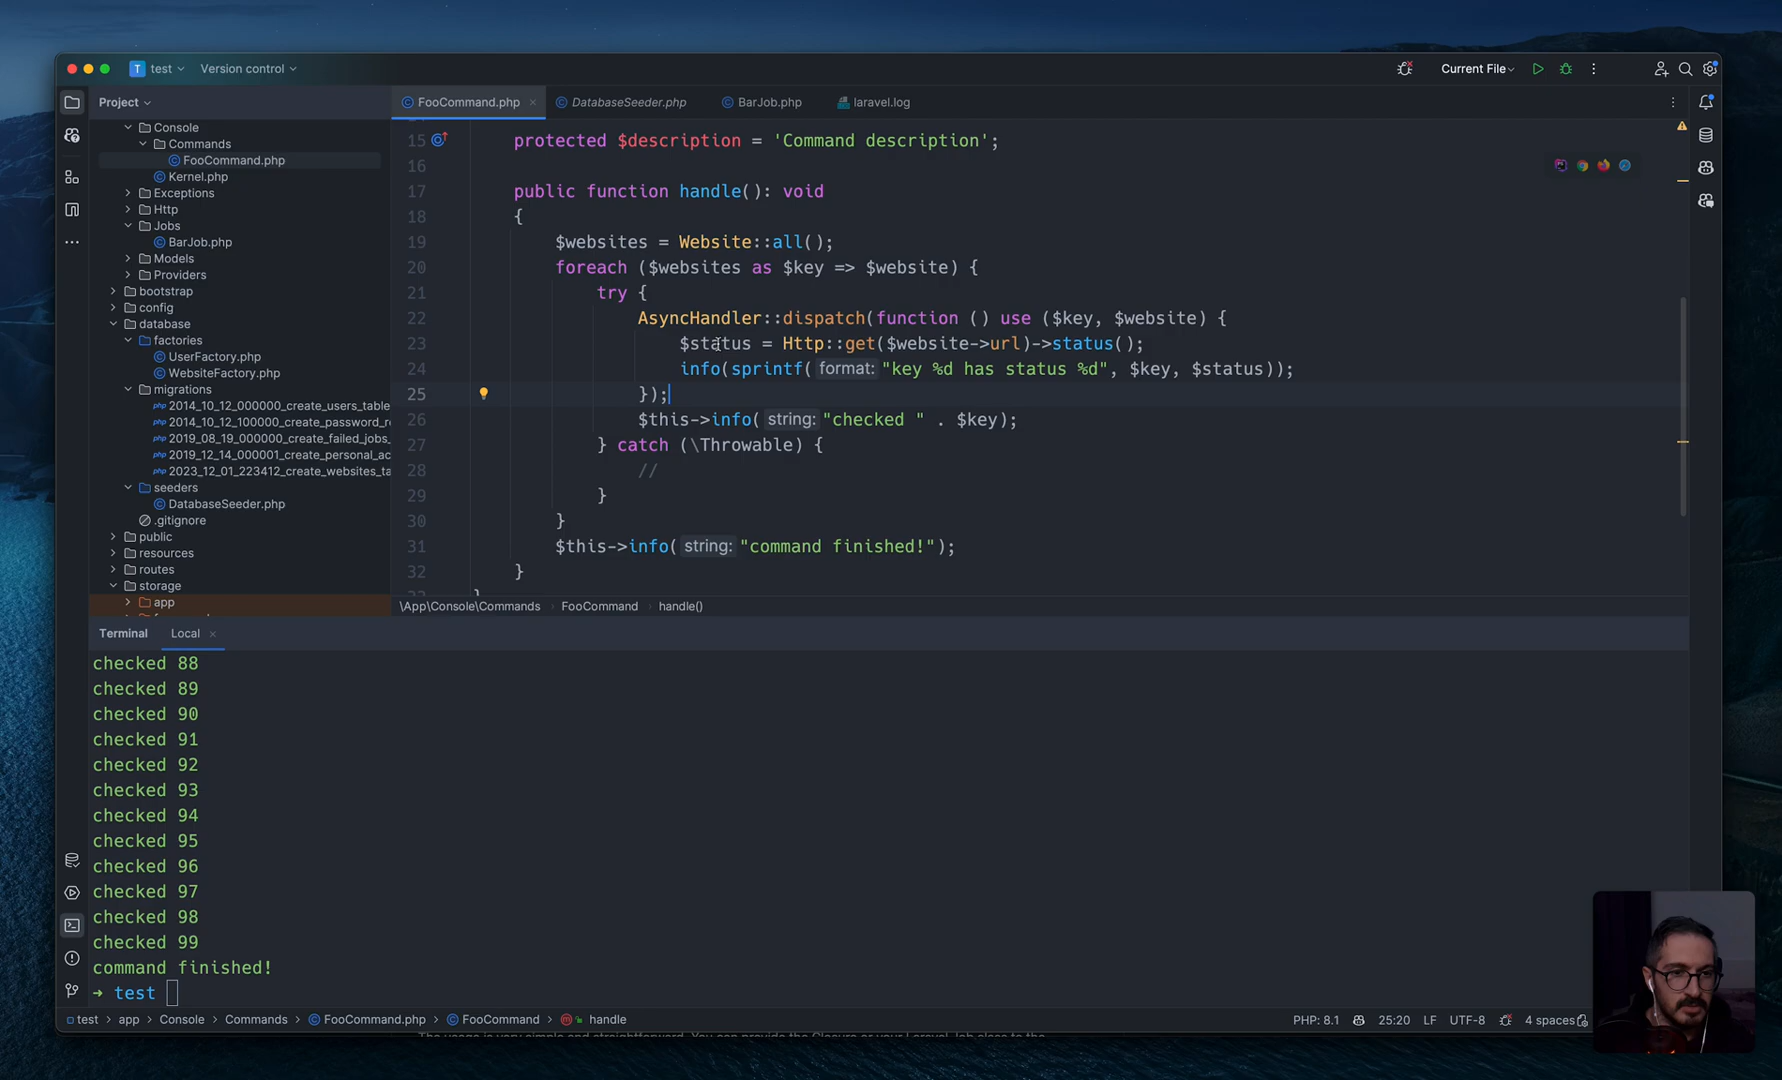 test
Version control
Current File
Project
FooCommand.php
DatabaseSeeder.php
BarJob.php
laravel.log
Console
Commands
FooCommand.php
Kernel.php
Exceptions
Http
Jobs
BarJob.php
Models
Providers
bootstrap
config
database
factories
UserFactory.php
WebsiteFactory.php
migrations
2014_10_12_000000_create_users_table
2014_10_12_100000_create_password_r
2019_08_19_000000_create_failed_jobs_
2019_12_14_000001_create_personal_ac
2023_12_01_223412_create_websites_ta
seeders
DatabaseSeeder.php
.gitignore
public
resources
routes
storage
app
15 protected $description = 'Command description';
16
17 public function handle(): void
18 {
19 $websites = Website::all();
20 foreach ($websites as $key => $website) {
21 try {
22 AsyncHandler::dispatch(function () use ($key, $website) {
23 $status = Http::get($website->url)->status();
24 info(sprintf( format: "key %d has status %d", $key, $status));
25 });
26 $this->info( string: "checked " . $key);
27 } catch (\Throwable) {
28 //
29 }
30 }
31 $this->info( string: "command finished!");
32 }
\App\Console\Commands FooCommand handle()
Terminal Local
checked 88
checked 89
checked 90
checked 91
checked 92
checked 93
checked 94
checked 95
checked 96
checked 97
checked 98
checked 99
command finished!
➜ test
test app Console Commands FooCommand.php FooCommand handle
PHP: 8.1 25:20 LF UTF-8 4 spaces